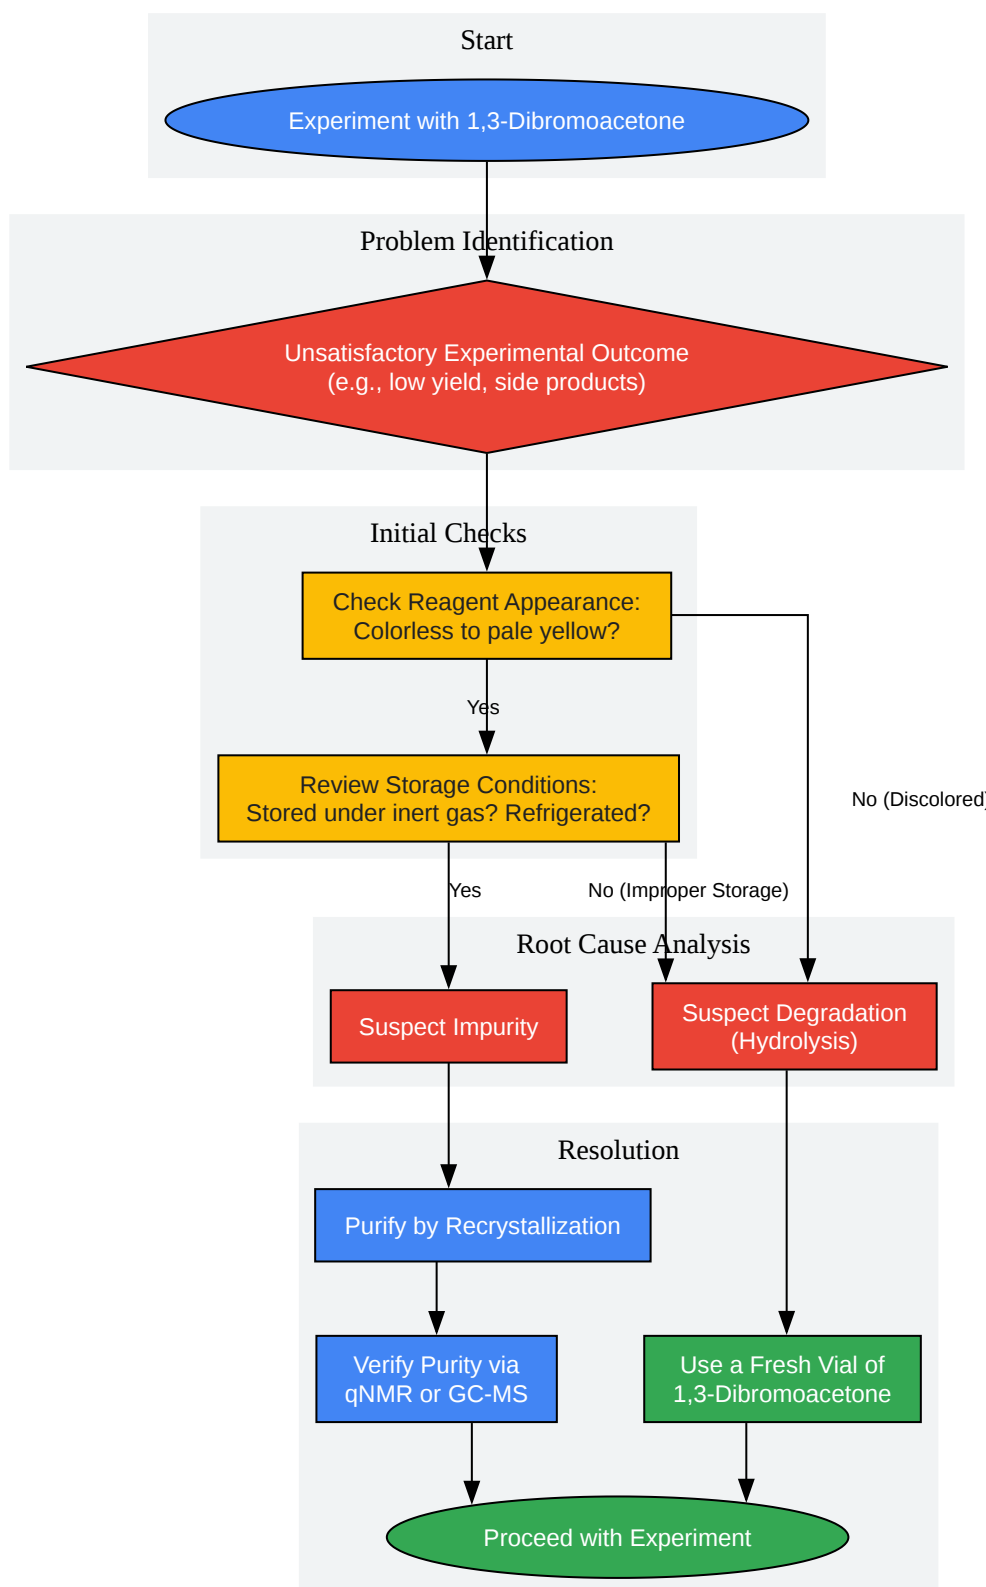 Start
Experiment with 1,3-Dibromoacetone
Problem Identification
Unsatisfactory Experimental Outcome
(e.g., low yield, side products)
Initial Checks
Check Reagent Appearance:
Colorless to pale yellow?
Yes
Review Storage Conditions:
Stored under inert gas? Refrigerated?
No (Discolored)
Yes
No (Improper Storage)
Root Cause Analysis
Suspect Impurity
Suspect Degradation
(Hydrolysis)
Resolution
Purify by Recrystallization
Verify Purity via
qNMR or GC-MS
Use a Fresh Vial of
1,3-Dibromoacetone
Proceed with Experiment